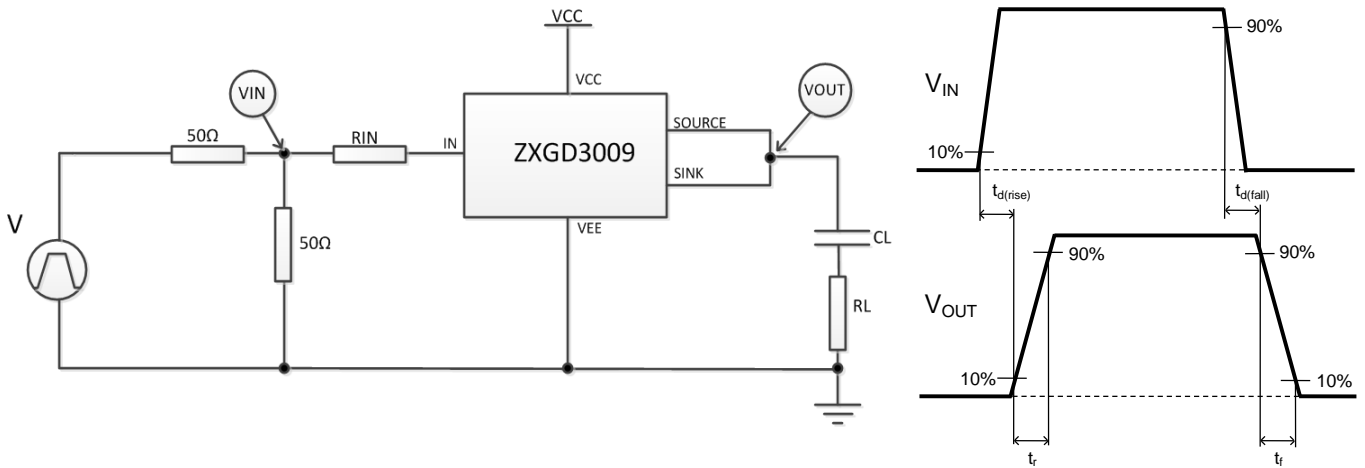 VCC
VIN
VCC
VOUT
50Ω
RIN
IN
SOURCE
ZXGD3009
SINK
V
50Ω
VEE
CL
RL
90%
VIN
10%
td(rise)
td(fall)
90%
90%
VOUT
10%
10%
tr
tf